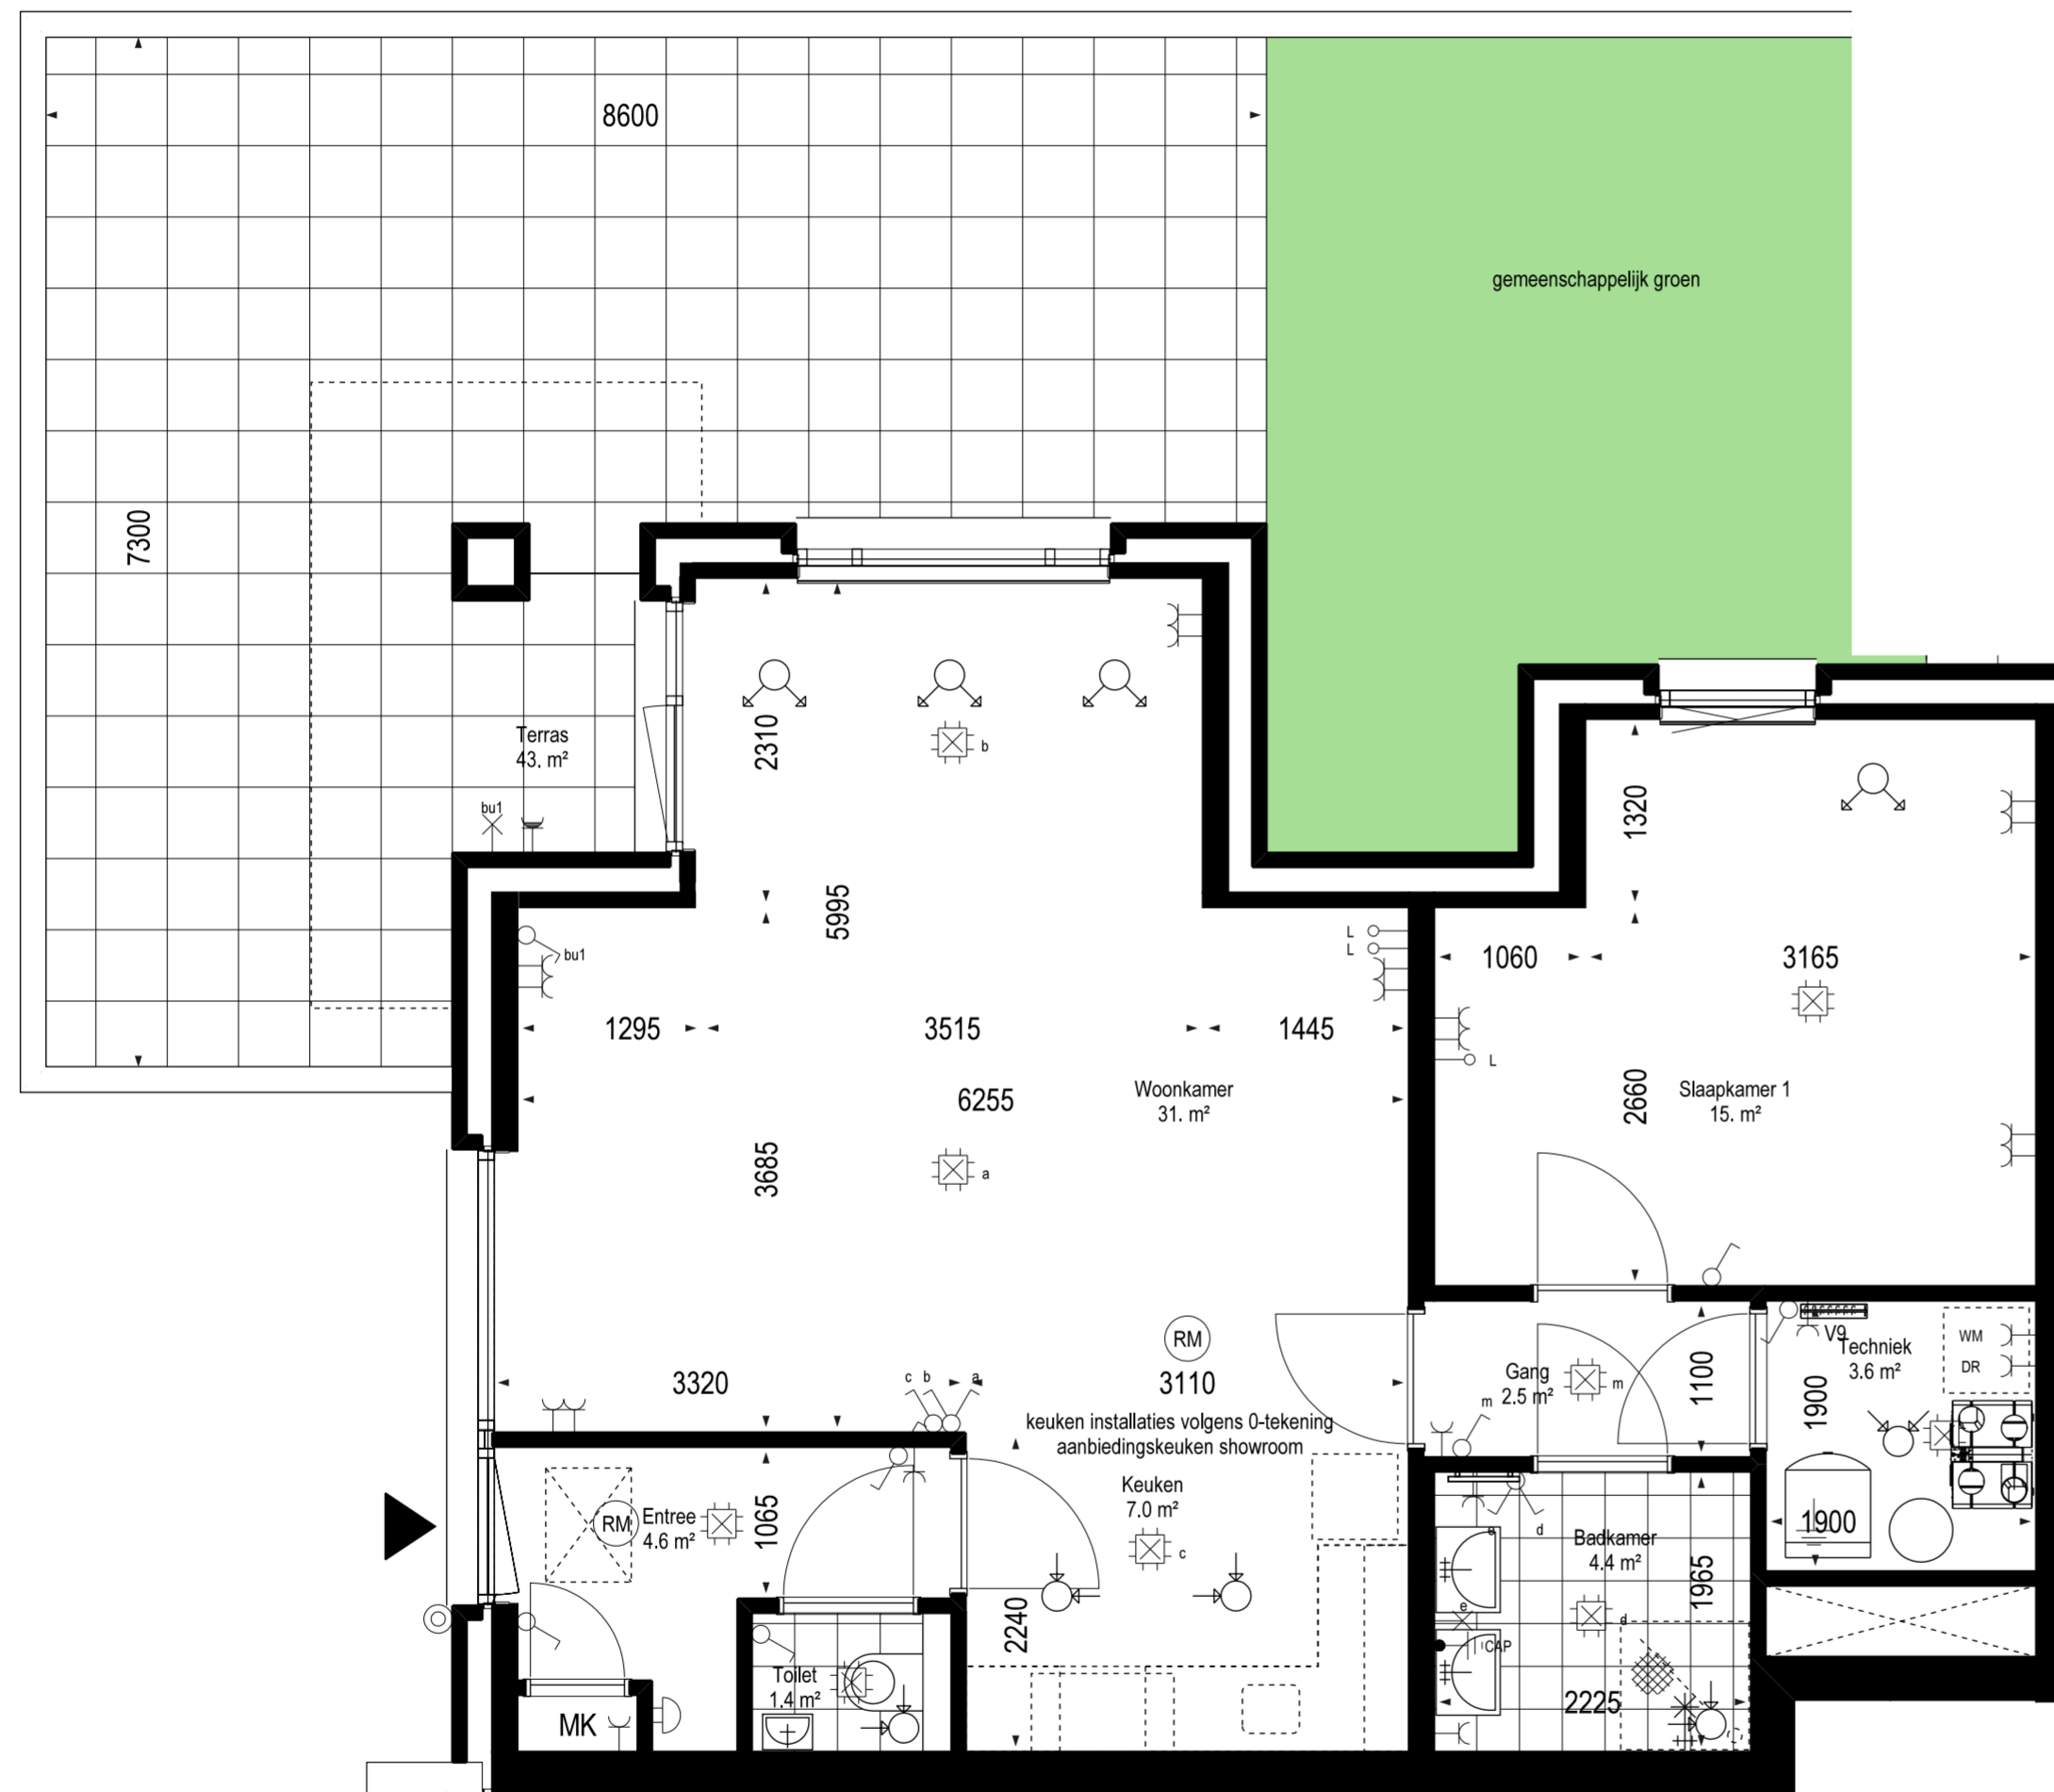 8600
gemeenschappelijk groen
7300
Terras
43. m²
bu1
2310
b
1320
5995
bu1
L
L
1060
3165
1295
3515
1445
L
6255
Woonkamer
31. m²
2660
Slaapkamer 1
15. m²
3685
a
RM
3320
c b a
3110
keuken installaties volgens 0-tekening
aanbiedingskeuken showroom
Gang
2.5 m²
m
m
1100
V9
Techniek
3.6 m²
WM
DR
1900
1900
Keuken
7.0 m²
c
RM
Entree
4.6 m²
1065
2240
e
d
Badkamer
4.4 m²
1965
e
d
CAP
2225
Toilet
1.4 m²
MK